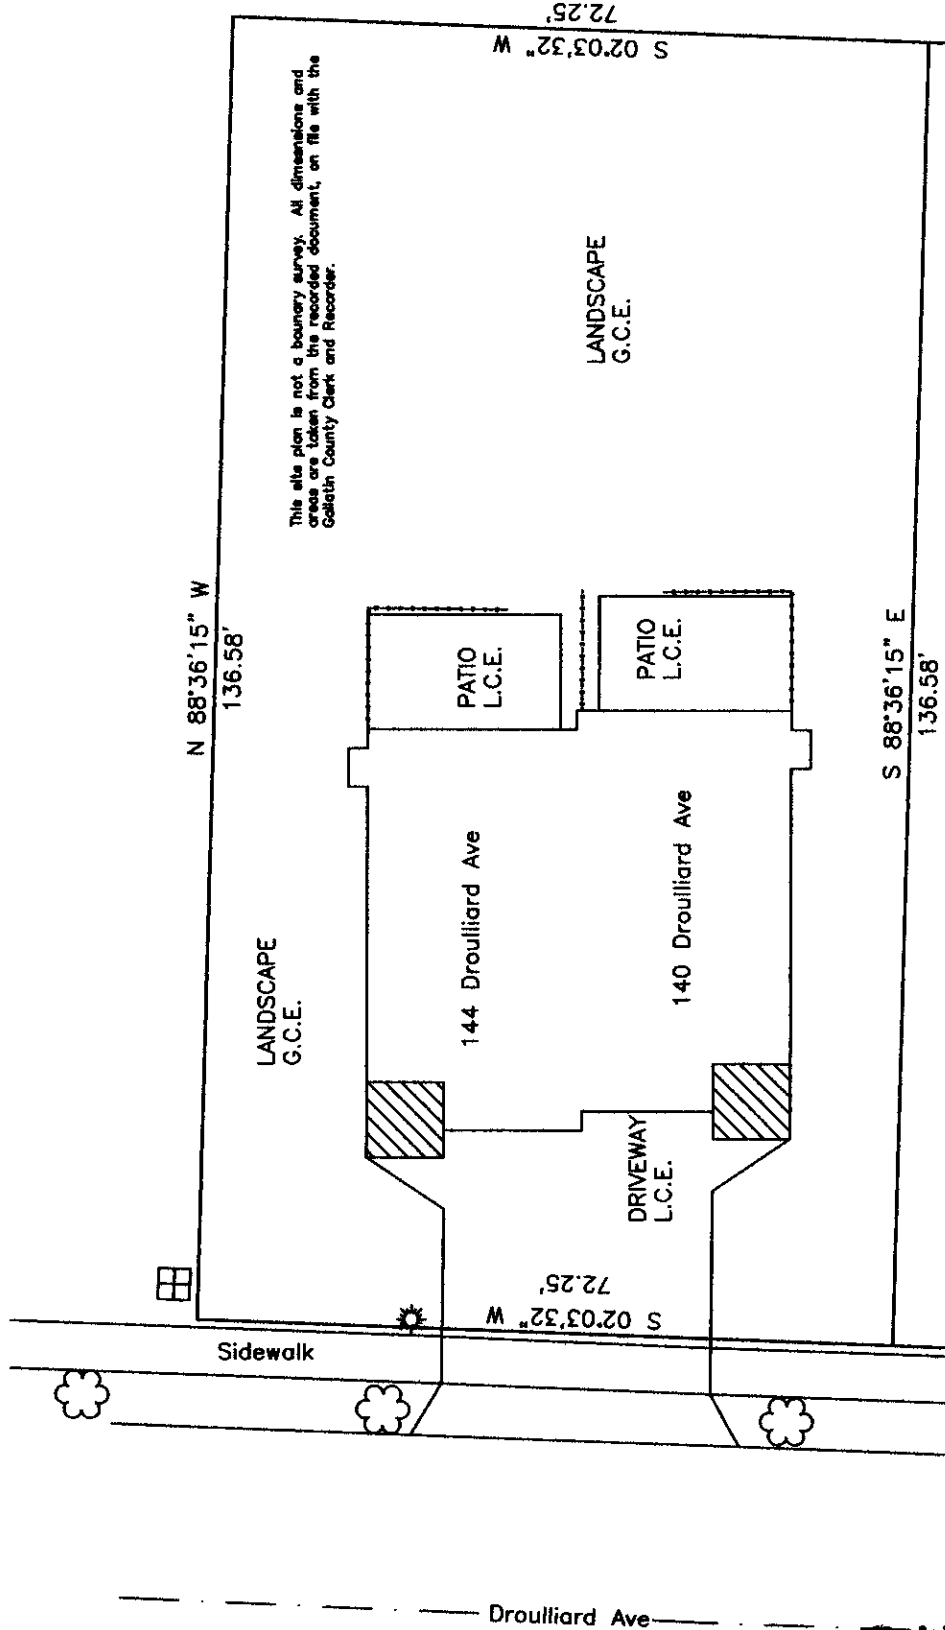 72.25'
S 02°03'32" W
This site plan is not a boundry survey. All dimensions and
areas are taken from the recorded document, on file with the
Gallatin County Clerk and Recorder.
LANDSCAPE
G.C.E.
N 88°36'15" W
136.58'
PATIO
L.C.E.
PATIO
L.C.E.
S 88°36'15" E
136.58'
144 Droulliard Ave
140 Droulliard Ave
LANDSCAPE
G.C.E.
DRIVEWAY
L.C.E.
72.25'
S 02°03'32" W
Sidewalk
Droulliard Ave